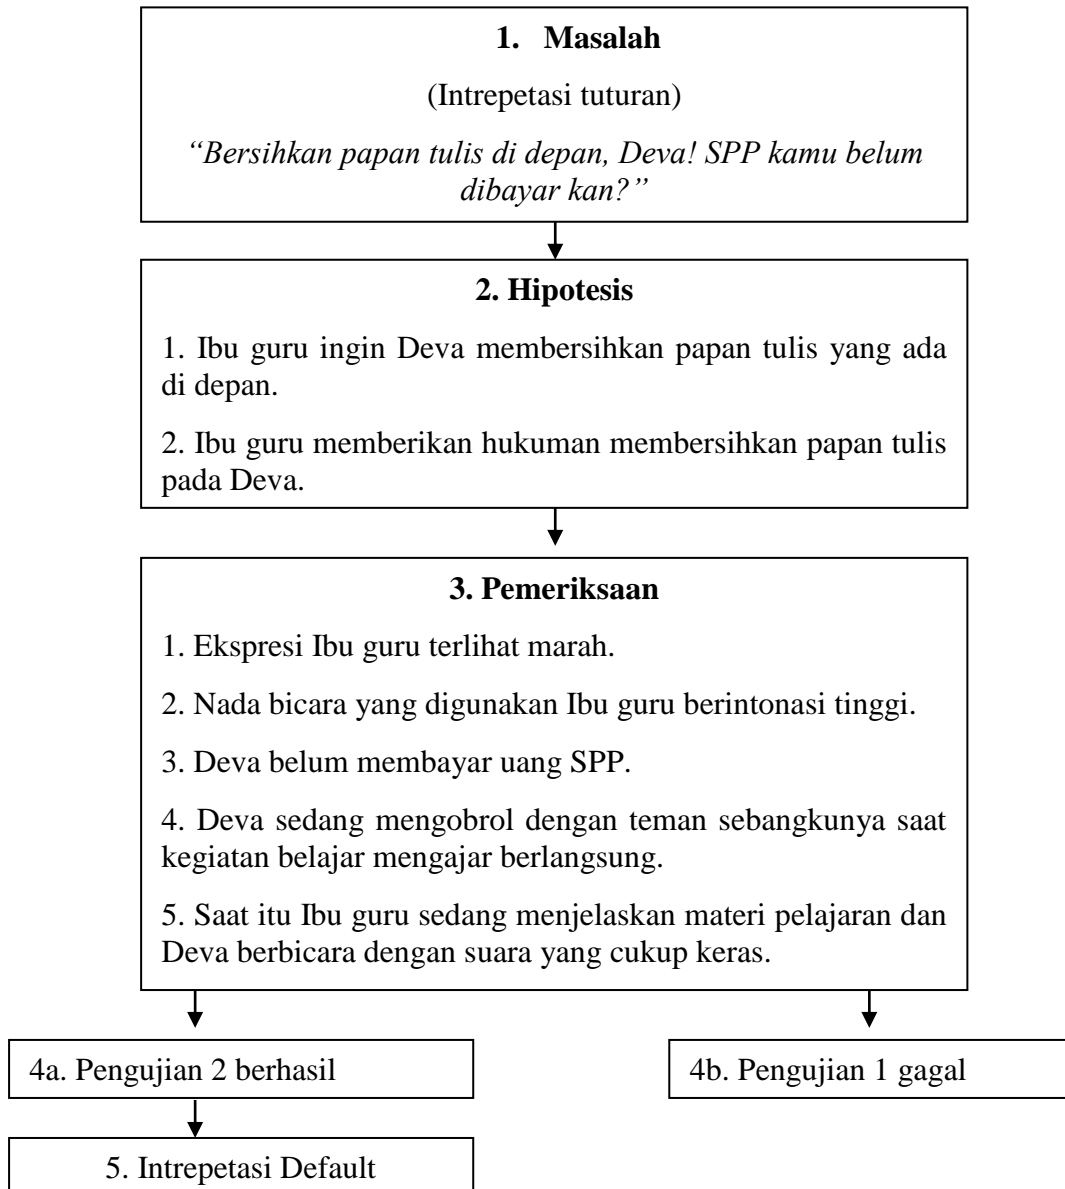 1. Masalah
(Intrepetasi tuturan)
“Bersihkan papan tulis di depan, Deva! SPP kamu belum
dibayar kan?”
2. Hipotesis
1. Ibu guru ingin Deva membersihkan papan tulis yang ada
di depan.
2. Ibu guru memberikan hukuman membersihkan papan tulis
pada Deva.
3. Pemeriksaan
1. Ekspresi Ibu guru terlihat marah.
2. Nada bicara yang digunakan Ibu guru berintonasi tinggi.
3. Deva belum membayar uang SPP.
4. Deva sedang mengobrol dengan teman sebangkunya saat
kegiatan belajar mengajar berlangsung.
5. Saat itu Ibu guru sedang menjelaskan materi pelajaran dan
Deva berbicara dengan suara yang cukup keras.
4a. Pengujian 2 berhasil
4b. Pengujian 1 gagal
5. Intrepetasi Default